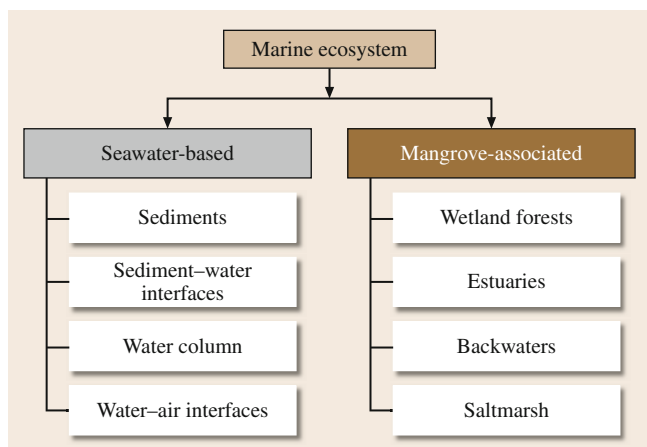 Marine ecosystem
Seawater-based
Sediments
Sediment–water
interfaces
Water column
Water–air interfaces
Mangrove-associated
Wetland forests
Estuaries
Backwaters
Saltmarsh